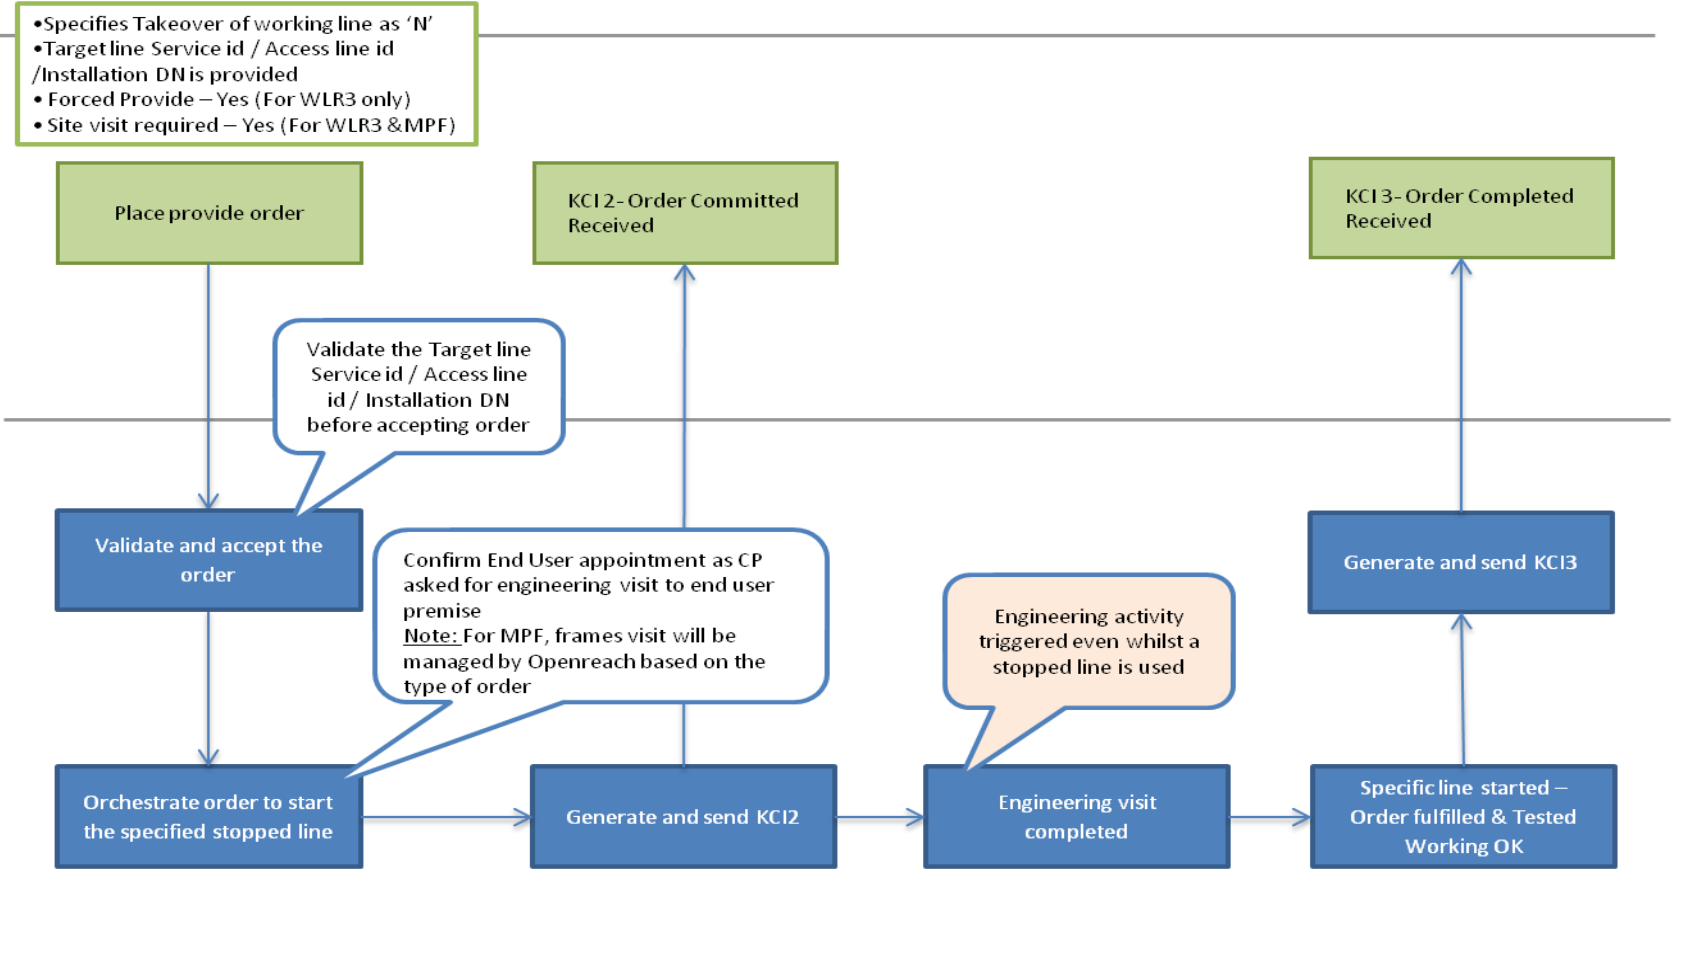 •Specifies Takeover of working line as ‘N’
•Target line Service id / Access line id
/Installation DN is provided
• Forced Provide – Yes (For WLR3 only)
• Site visit required – Yes (For WLR3 & MPF)
Place provide order
KCI 2- Order Committed
Received
KCI 3- Order Completed
Received
Validate the Target line
Service id / Access line
id / Installation DN
before accepting order
Validate and accept the
order
Confirm End User appointment as CP
asked for engineering visit to end user
premise
Note: For MPF, frames visit will be
managed by Openreach based on the
type of order
Engineering activity
triggered even whilst a
stopped line is used
Generate and send KCI3
Orchestrate order to start
the specified stopped line
Generate and send KCI2
Engineering visit
completed
Specific line started –
Order fulfilled & Tested
Working OK